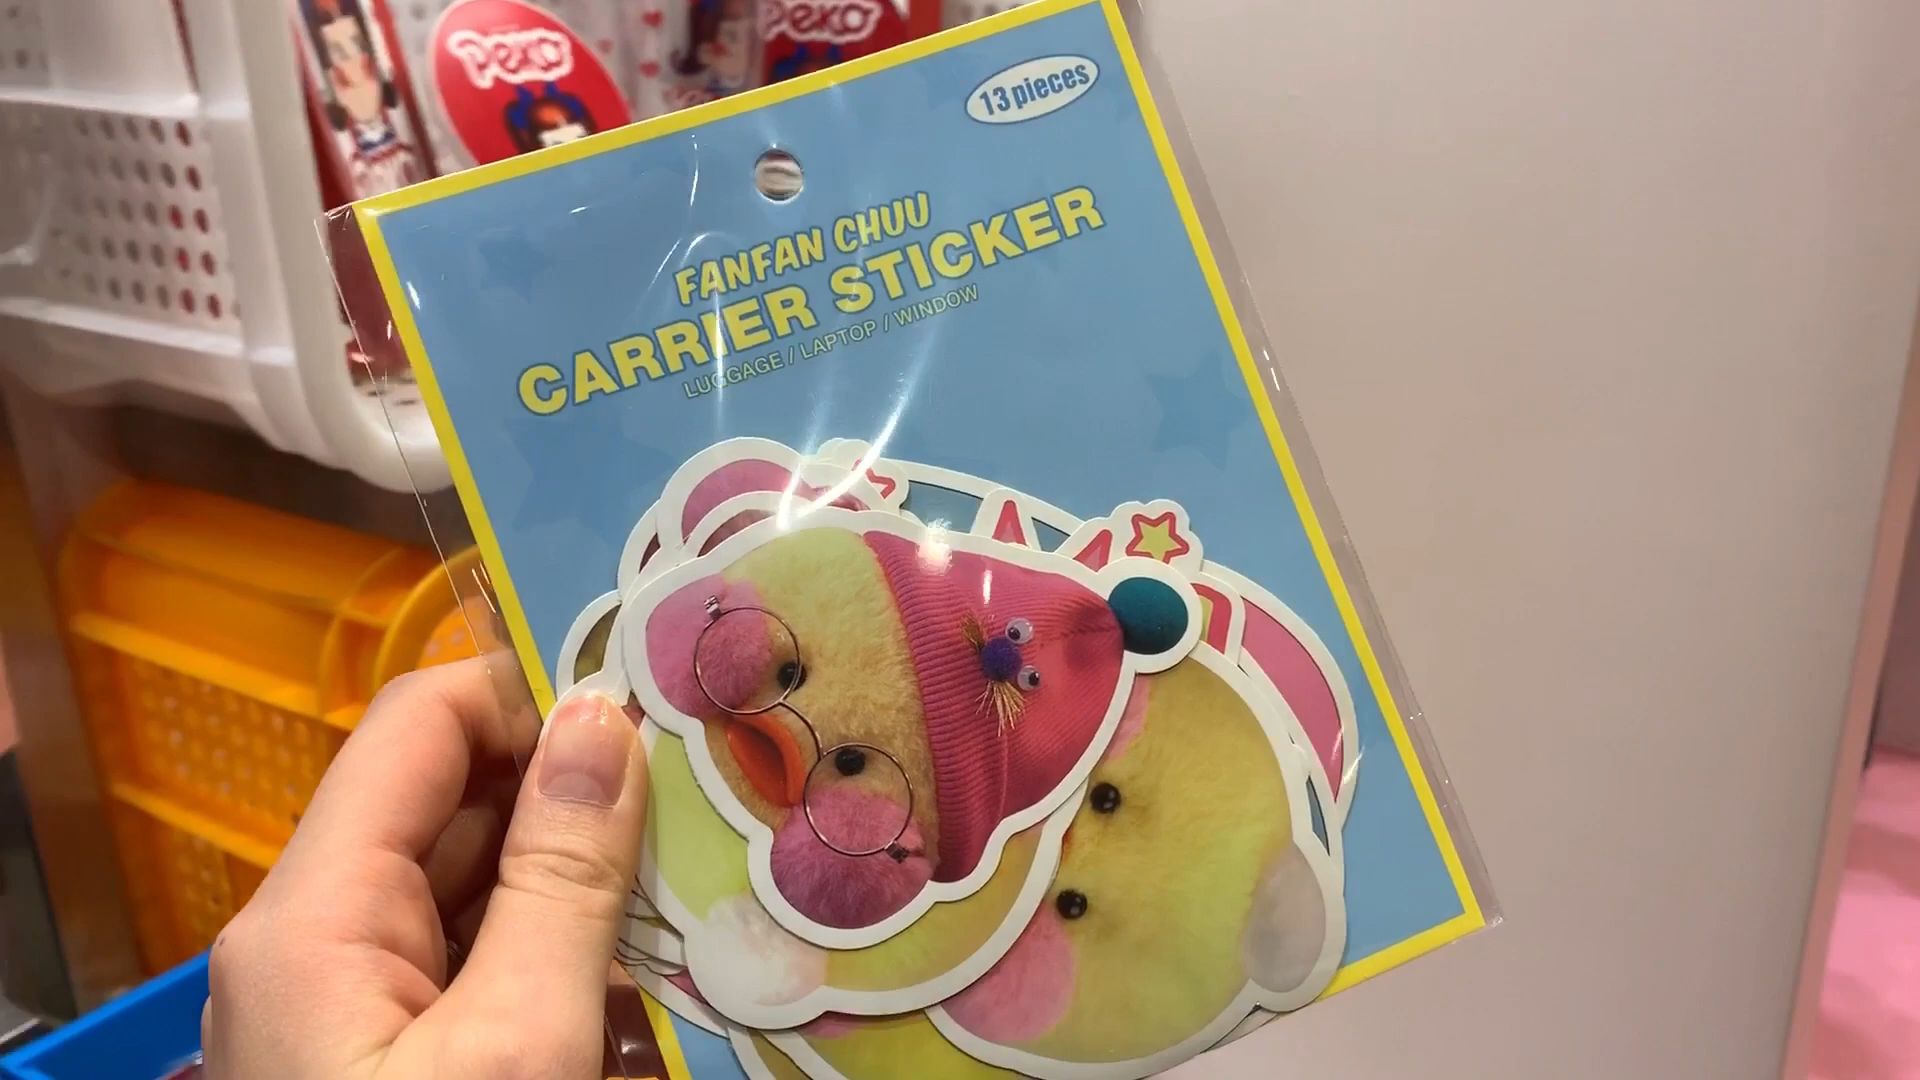 Peko
Peko
13 pieces
FANFAN CHUU
CARRIER STICKER
LUGGAGE / LAPTOP / WINDOW